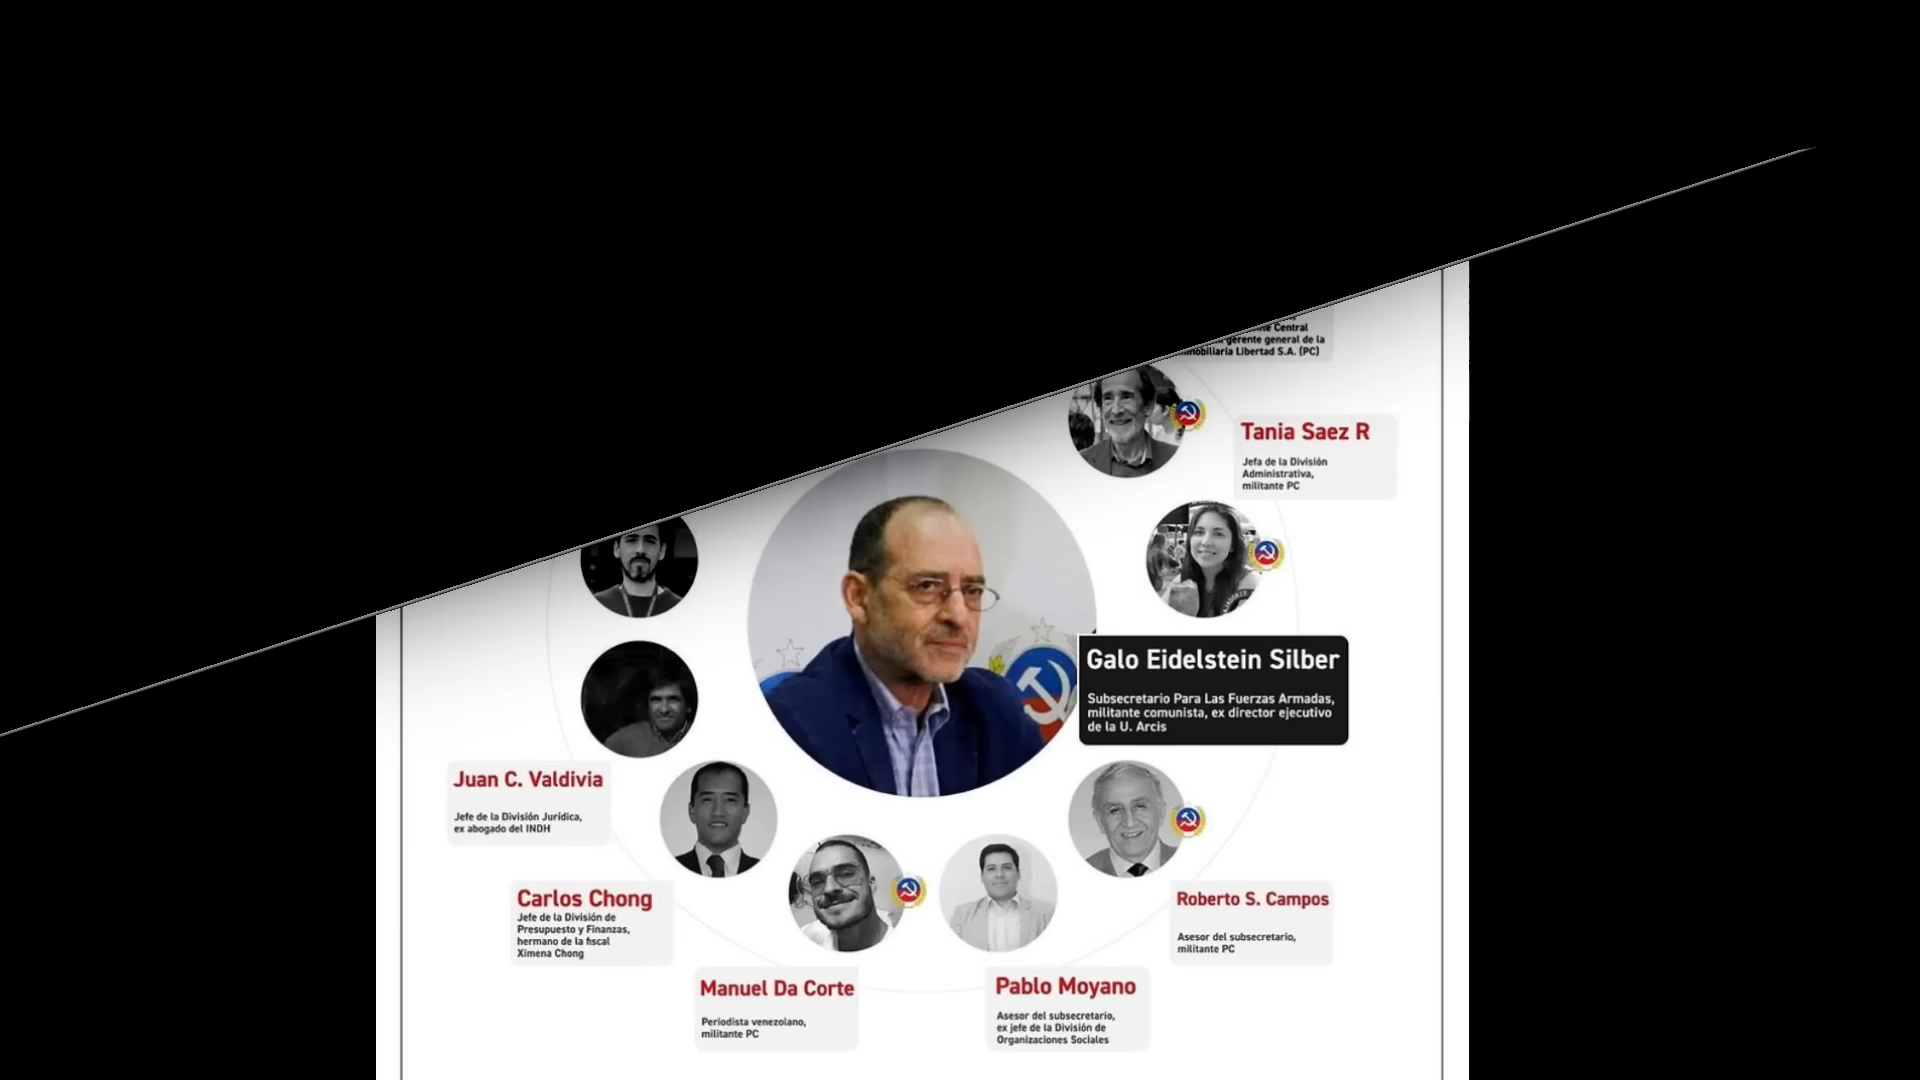 Central
gerente general de la
Libertad S.A. (PC)
Tania Saez R
Jefa de la División
Administrativa,
militante PC
Galo Eidelstein Silber
Subsecretario Para Las Fuerzas Armadas,
militante comunista, ex director ejecutivo
de la U. Arcis
Juan C. Valdivia
Jefe de la División Jurídica,
ex abogado del INDH
Carlos Chong
Jefe de la División de
Presupuesto y Finanzas,
hermano de la fiscal
Ximena Chong
Roberto S. Campos
Asesor del subsecretario,
militante PC
Manuel Da Corte
Periodista venezolano,
militante PC
Pablo Moyano
Asesor del subsecretario,
ex jefe de la División de
Organizaciones Sociales